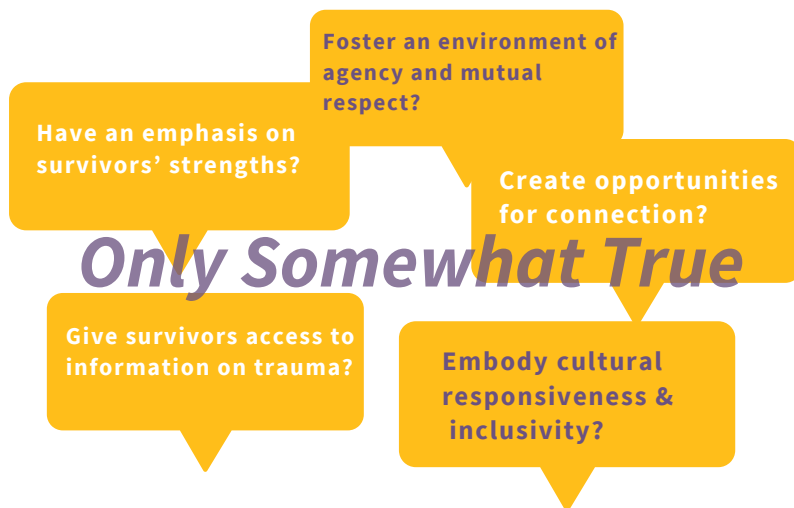 Foster an environment of
agency and mutual
respect?
Have an emphasis on
survivors’ strengths?
Create opportunities
for connection?
Only Somewhat True
Give survivors access to
information on trauma?
Embody cultural
responsiveness &
inclusivity?